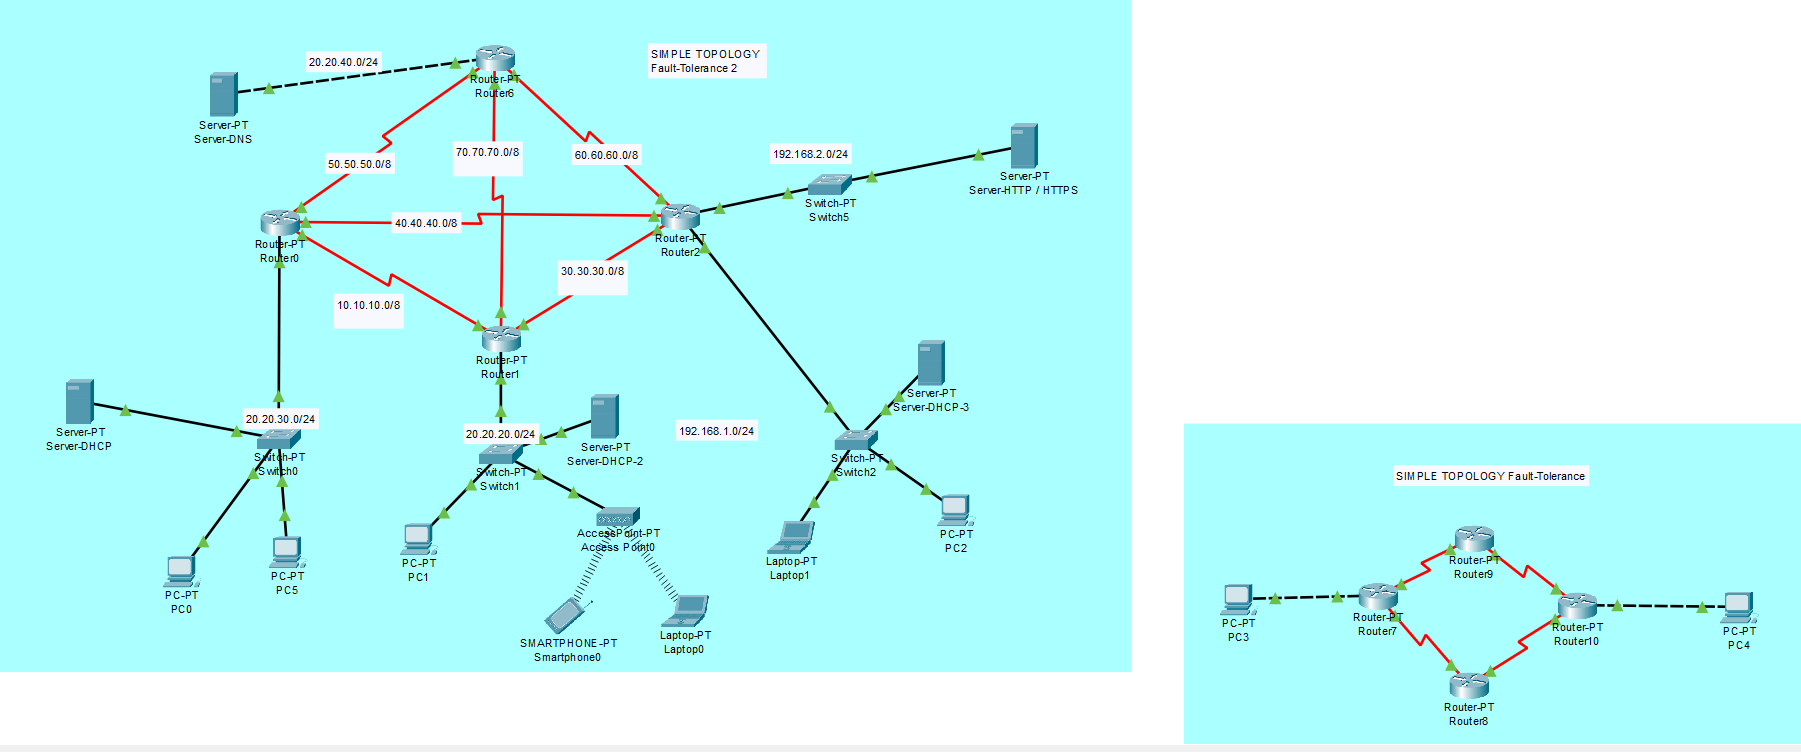 20.20.40.0/24
Router-PT
Router6
SIMPLE TOPOLOGY
Fault-Tolerance 2
Server-PT
Server-DNS
50.50.50.0/8
70.70.70.0/8
60.60.60.0/8
192.168.2.0/24
Server-PT
Server-HTTP / HTTPS
Switch-PT
Switch5
40.40.40.0/8
Router-PT
Router0
Router-PT
Router2
30.30.30.0/8
10.10.10.0/8
Router-PT
Router1
Server-PT
Server-DHCP
20.20.30.0/24
Switch-PT
Switch0
20.20.20.0/24
Switch-PT
Switch1
Server-PT
Server-DHCP-2
192.168.1.0/24
Server-PT
Server-DHCP-3
Switch-PT
Switch2
PC-PT
PC0
PC-PT
PC5
PC-PT
PC1
AccessPoint-PT
Access Point0
SMARTPHONE-PT
Smartphone0
Laptop-PT
Laptop0
Laptop-PT
Laptop1
PC-PT
PC2
SIMPLE TOPOLOGY Fault-Tolerance
Router-PT
Router9
PC-PT
PC3
Router-PT
Router7
Router-PT
Router10
PC-PT
PC4
Router-PT
Router8